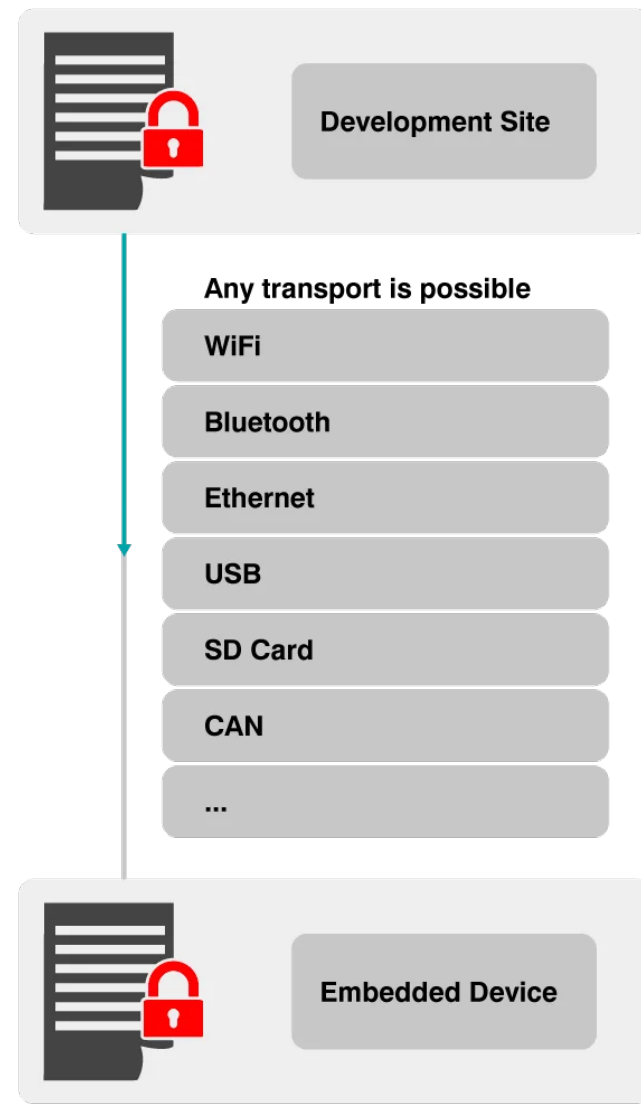 Development Site
Any transport is possible
WiFi
Bluetooth
Ethernet
USB
SD Card
CAN
...
Embedded Device